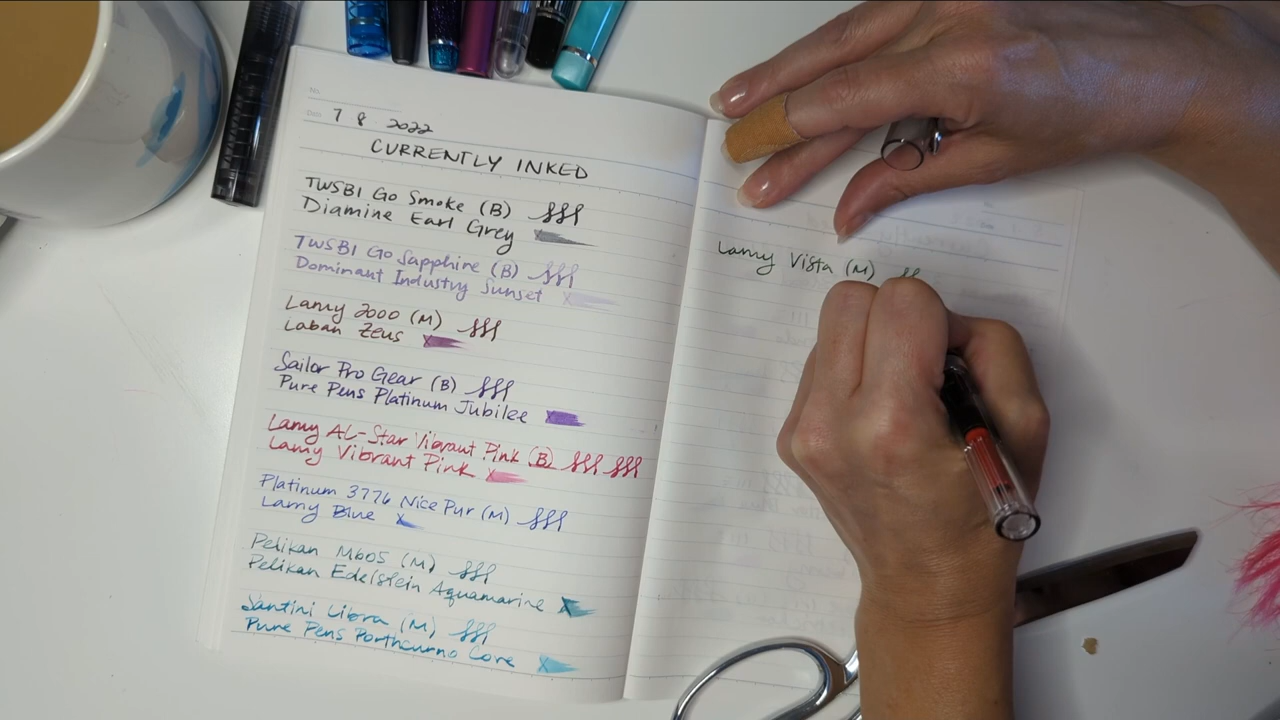 No.
7 8 2022
CURRENTLY INKED
TWSBI Go Smoke (B)
Diamine Earl Grey
TWSBI Go Sapphire (B)
Dominant Industry Sunset
Lamy 2000 (M)
Laban Zeus
Sailor Pro Gear (B)
Pure Pens Platinum Jubilee
Lamy AL-Star Vibrant Pink (B)
Lamy Vibrant Pink
Platinum 3776 Nice Pur (M)
Lamy Blue
Pelikan M605 (M)
Pelikan Edelstein Aquamarine
Santini Libra (M)
Pure Pens Porthcurno Cove
Lamy Vista (M)